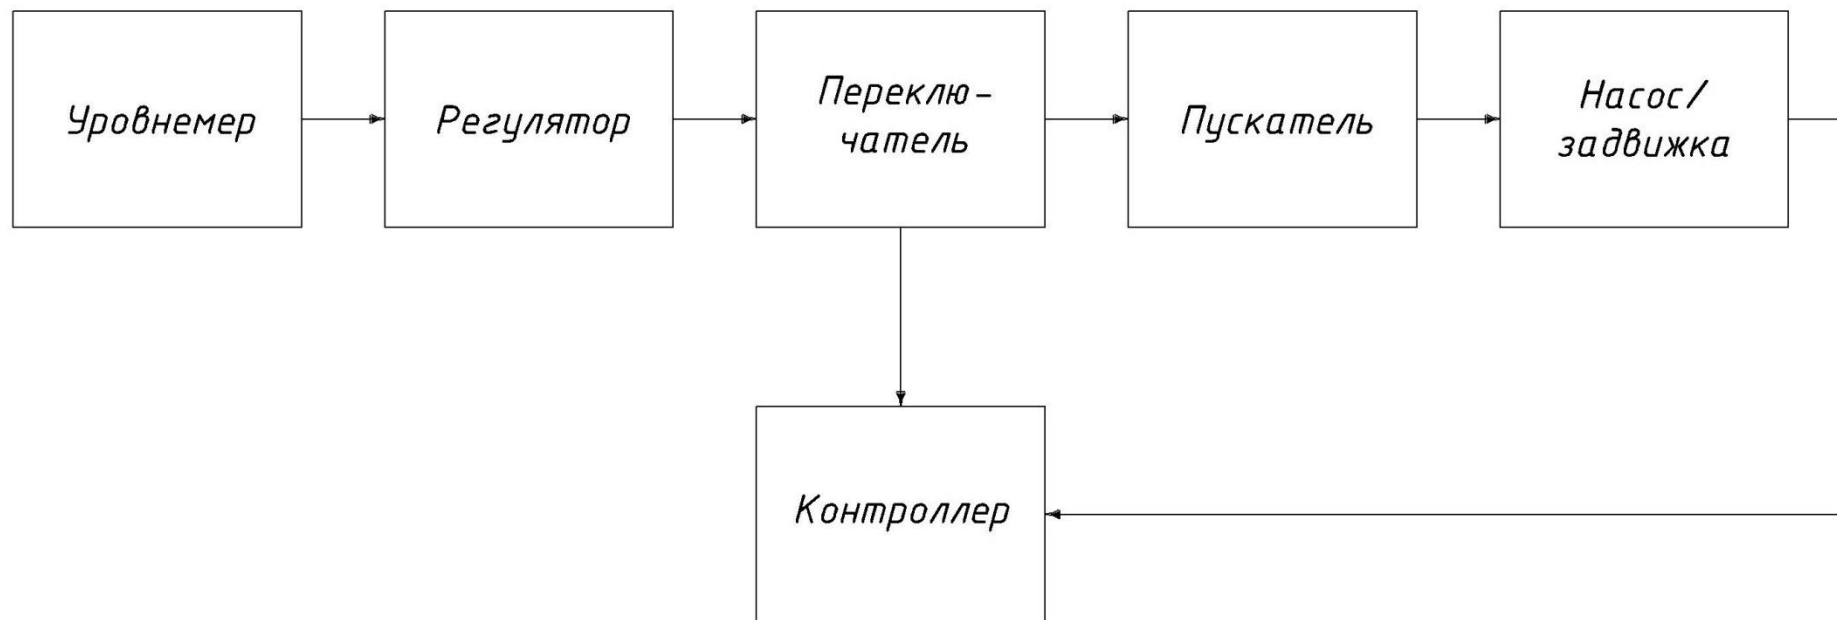 Уровнемер
Регулятор
Переклю-
чатель
Пускатель
Насос/
задвижка
Контроллер